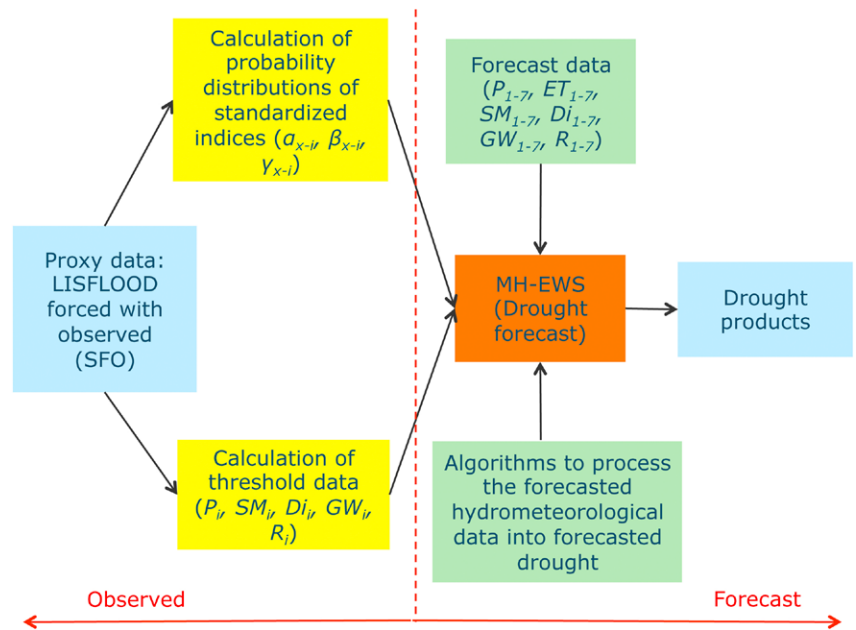 Calculation of
probability
distributions of
standardized
indices (αx-i, βx-i,
γx-i)
Forecast data
(P1-7, ET1-7,
SM1-7, Di1-7,
GW1-7, R1-7)
Proxy data:
LISFLOOD
forced with
observed
(SFO)
MH-EWS
(Drought
forecast)
Drought
products
Calculation of
threshold data
(Pi, SMi, Dii, GWi,
Ri)
Algorithms to process
the forecasted
hydrometeorological
data into forecasted
drought
Observed
Forecast